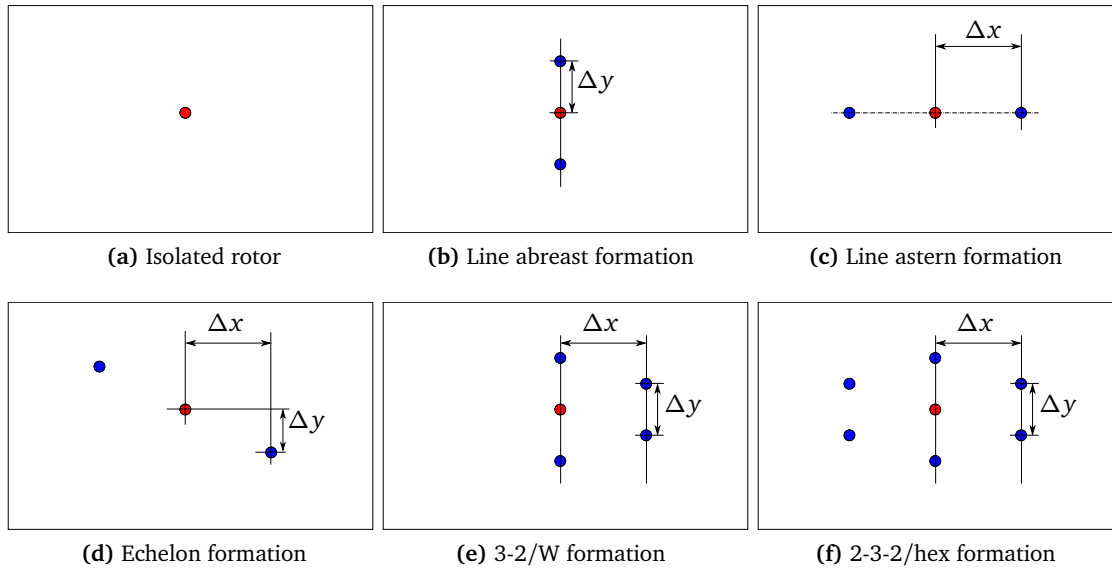 Δy
Δx
(a) Isolated rotor
(b) Line abreast formation
(c) Line astern formation
Δx
Δy
Δx
Δy
Δx
Δy
(d) Echelon formation
(e) 3-2/W formation
(f) 2-3-2/hex formation